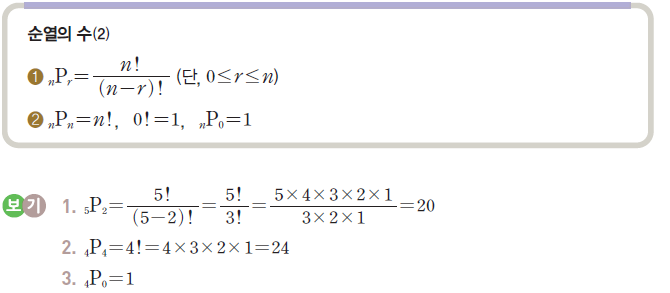 순열의 수(2)
❶ ₙPᵣ = n! / (n−r)! (단, 0≤r≤n)
❷ ₙPₙ=n!, 0!=1, ₙP₀=1
보기 1. ₅P₂ = 5! / (5−2)! = 5! / 3! = 5×4×3×2×1 / 3×2×1 = 20
2. ₄P₄=4!=4×3×2×1=24
3. ₄P₀=1